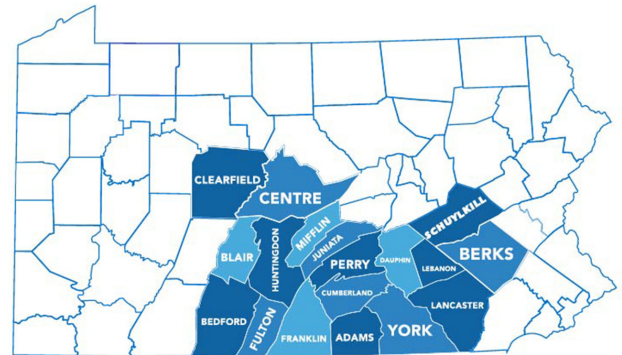 CLEARFIELD
CENTRE
SCHUYLKILL
MIFFLIN
HUNTINGDON
JUNIATA
BLAIR
BERKS
DAUPHIN
PERRY
LEBANON
CUMBERLAND
LANCASTER
BEDFORD
FULTON
YORK
FRANKLIN
ADAMS